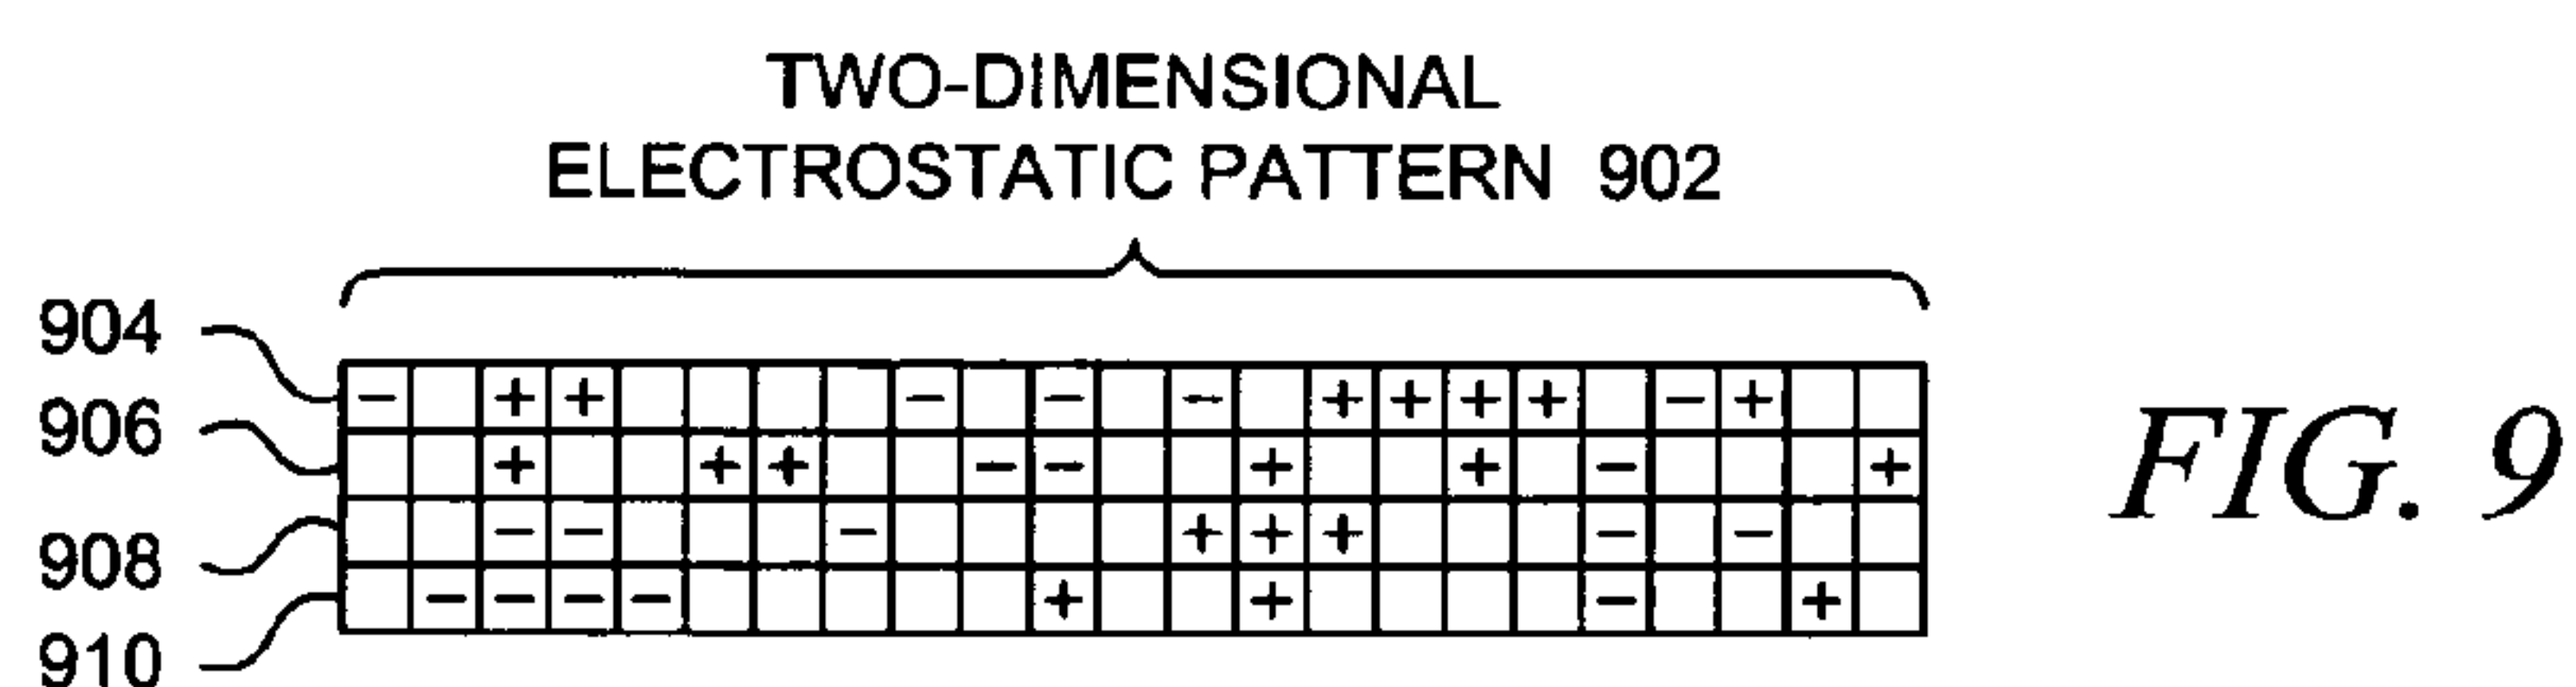 TWO-DIMENSIONAL
ELECTROSTATIC PATTERN 902
904
- + + - - - + + + + - +
906
+ + + - - + + - +
908
- - - + + + - -
910
- - - - + + - +
FIG. 9